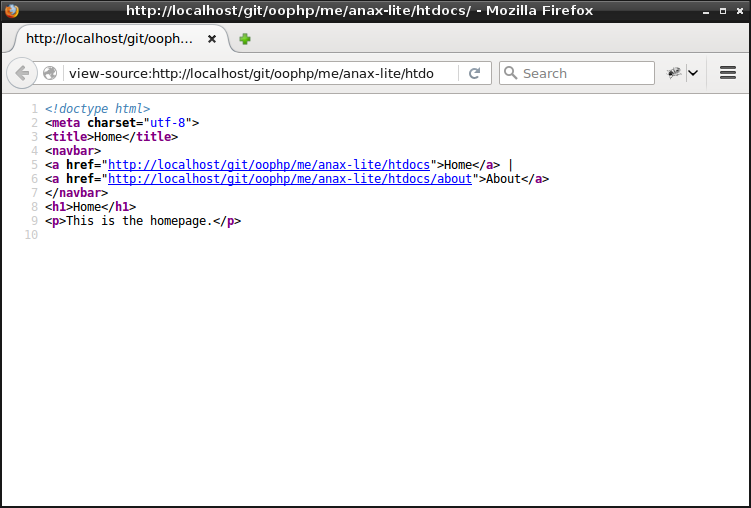 http://localhost/git/oophp/me/anax-lite/htdocs/ - Mozilla Firefox
http://localhost/git/ooph...
view-source:http://localhost/git/oophp/me/anax-lite/htdo
Search
1 <!doctype html>
2 <meta charset="utf-8">
3 <title>Home</title>
4 <navbar>
5 <a href="http://localhost/git/oophp/me/anax-lite/htdocs">Home</a> |
6 <a href="http://localhost/git/oophp/me/anax-lite/htdocs/about">About</a>
7 </navbar>
8 <h1>Home</h1>
9 <p>This is the homepage.</p>
10